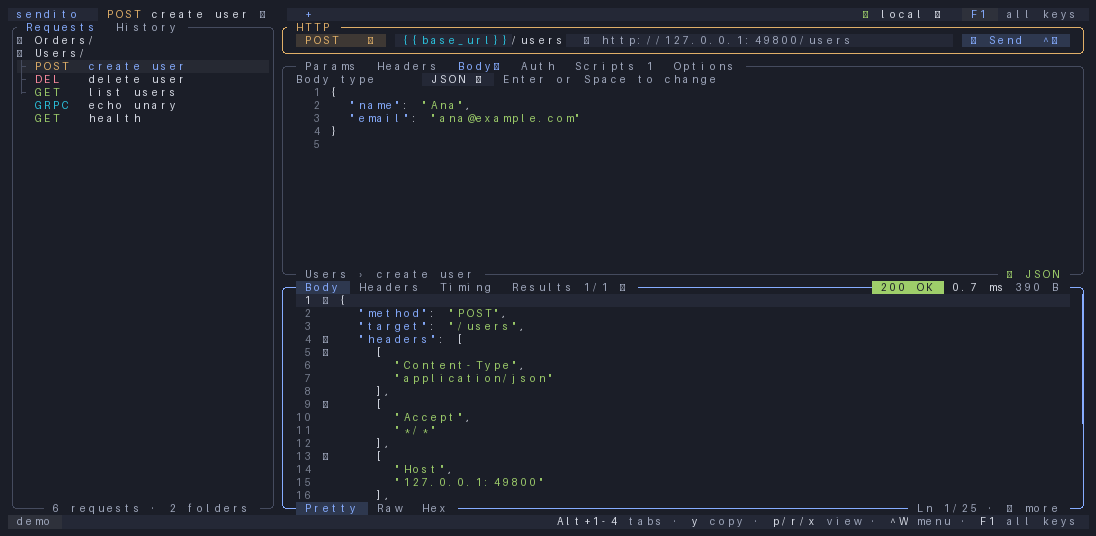 sendito POST create user + local F1 all keys
Requests History
Orders/
Users/
POST create user
DEL delete user
GET list users
GRPC echo unary
GET health
6 requests · 2 folders
HTTP
POST {{base_url}}/users http://127.0.0.1:49800/users Send ^
Params Headers Body Auth Scripts 1 Options
Body type JSON Enter or Space to change
1 {
2 "name": "Ana",
3 "email": "ana@example.com"
4 }
5
Users › create user JSON
Body Headers Timing Results 1/1 200 OK 0.7 ms 390 B
1 {
2 "method": "POST",
3 "target": "/users",
4 "headers": [
5 [
6 "Content-Type",
7 "application/json"
8 ],
9 [
10 "Accept",
11 "*/*"
12 ],
13 [
14 "Host",
15 "127.0.0.1:49800"
16 ],
Pretty Raw Hex Ln 1/25 · more
demo Alt+1-4 tabs · y copy · p/r/x view · ^W menu · F1 all keys